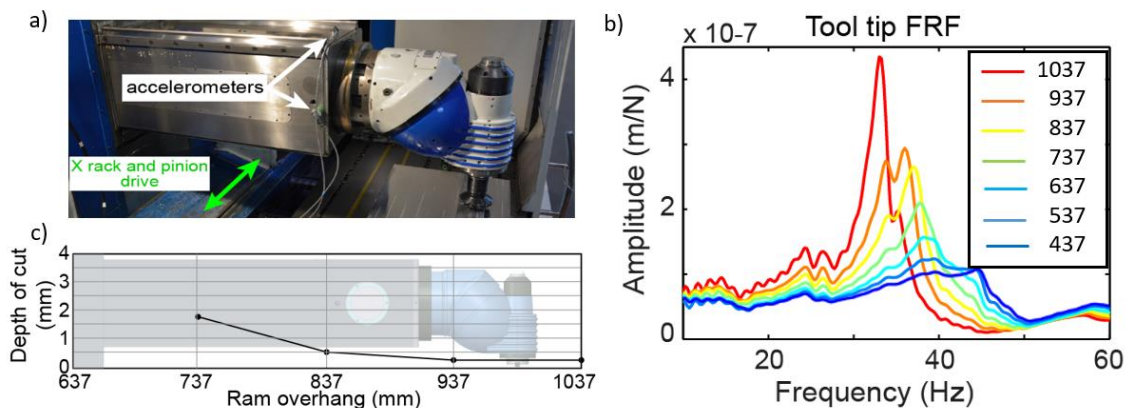 a)
accelerometers
X rack and pinion
drive
b)
Tool tip FRF
x 10-7
4
2
0
Amplitude (m/N)
20
40
60
Frequency (Hz)
1037
937
837
737
637
537
437
c)
Depth of cut
(mm)
4
3
2
1
0
637
737
837
937
1037
Ram overhang (mm)